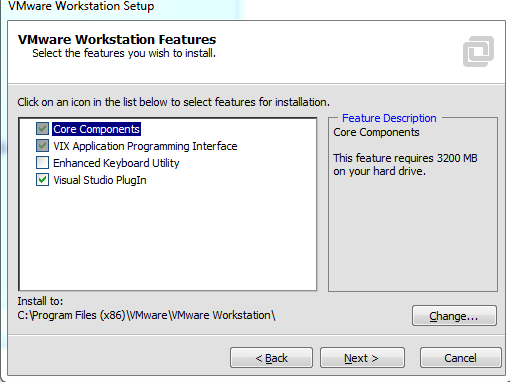 VMware Workstation Setup
VMware Workstation Features
Select the features you wish to install.
Click on an icon in the list below to select features for installation.
Core Components
VIX Application Programming Interface
Enhanced Keyboard Utility
Visual Studio PlugIn
Feature Description
Core Components
This feature requires 3200 MB
on your hard drive.
Install to:
C:\Program Files (x86)\VMware\VMware Workstation\
Change...
< Back
Next >
Cancel